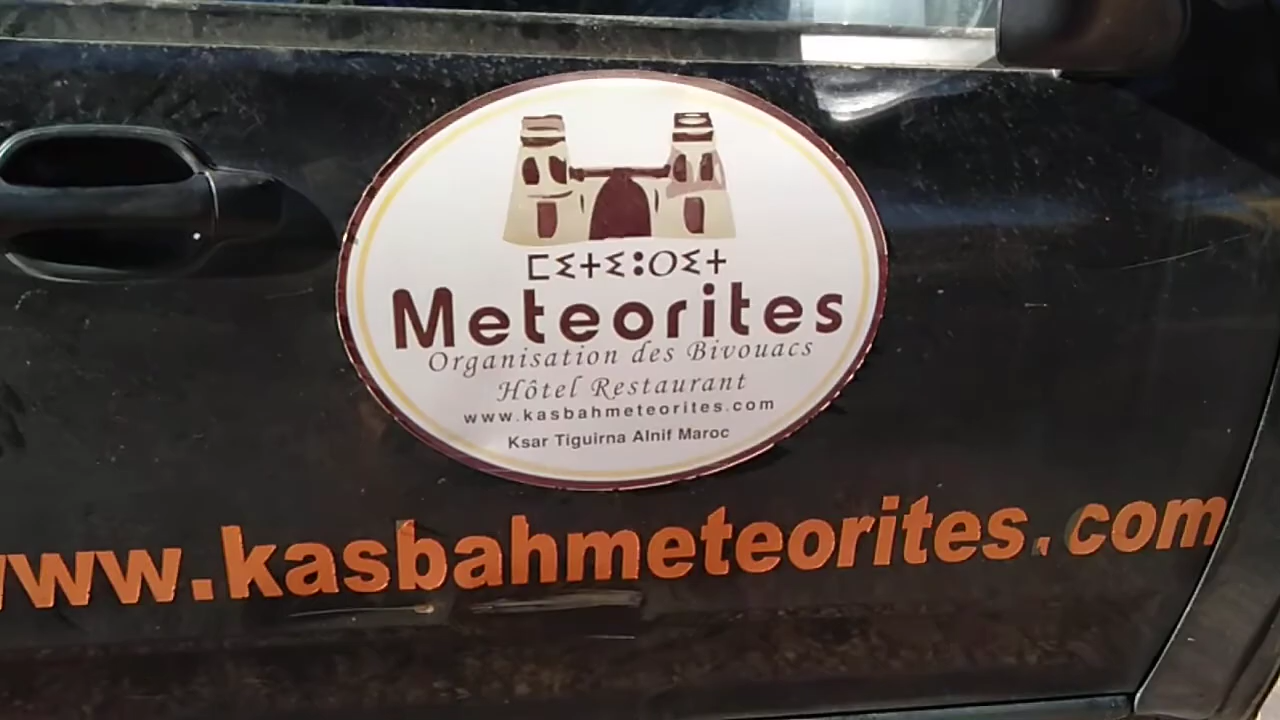 ⵎⵉⵜⵉⵓⵔⵉⵜ
Meteorites
Organisation des Bivouacs
Hôtel Restaurant
www.kasbahmeteorites.com
Ksar Tiguirna Alnif Maroc
www.kasbahmeteorites.com